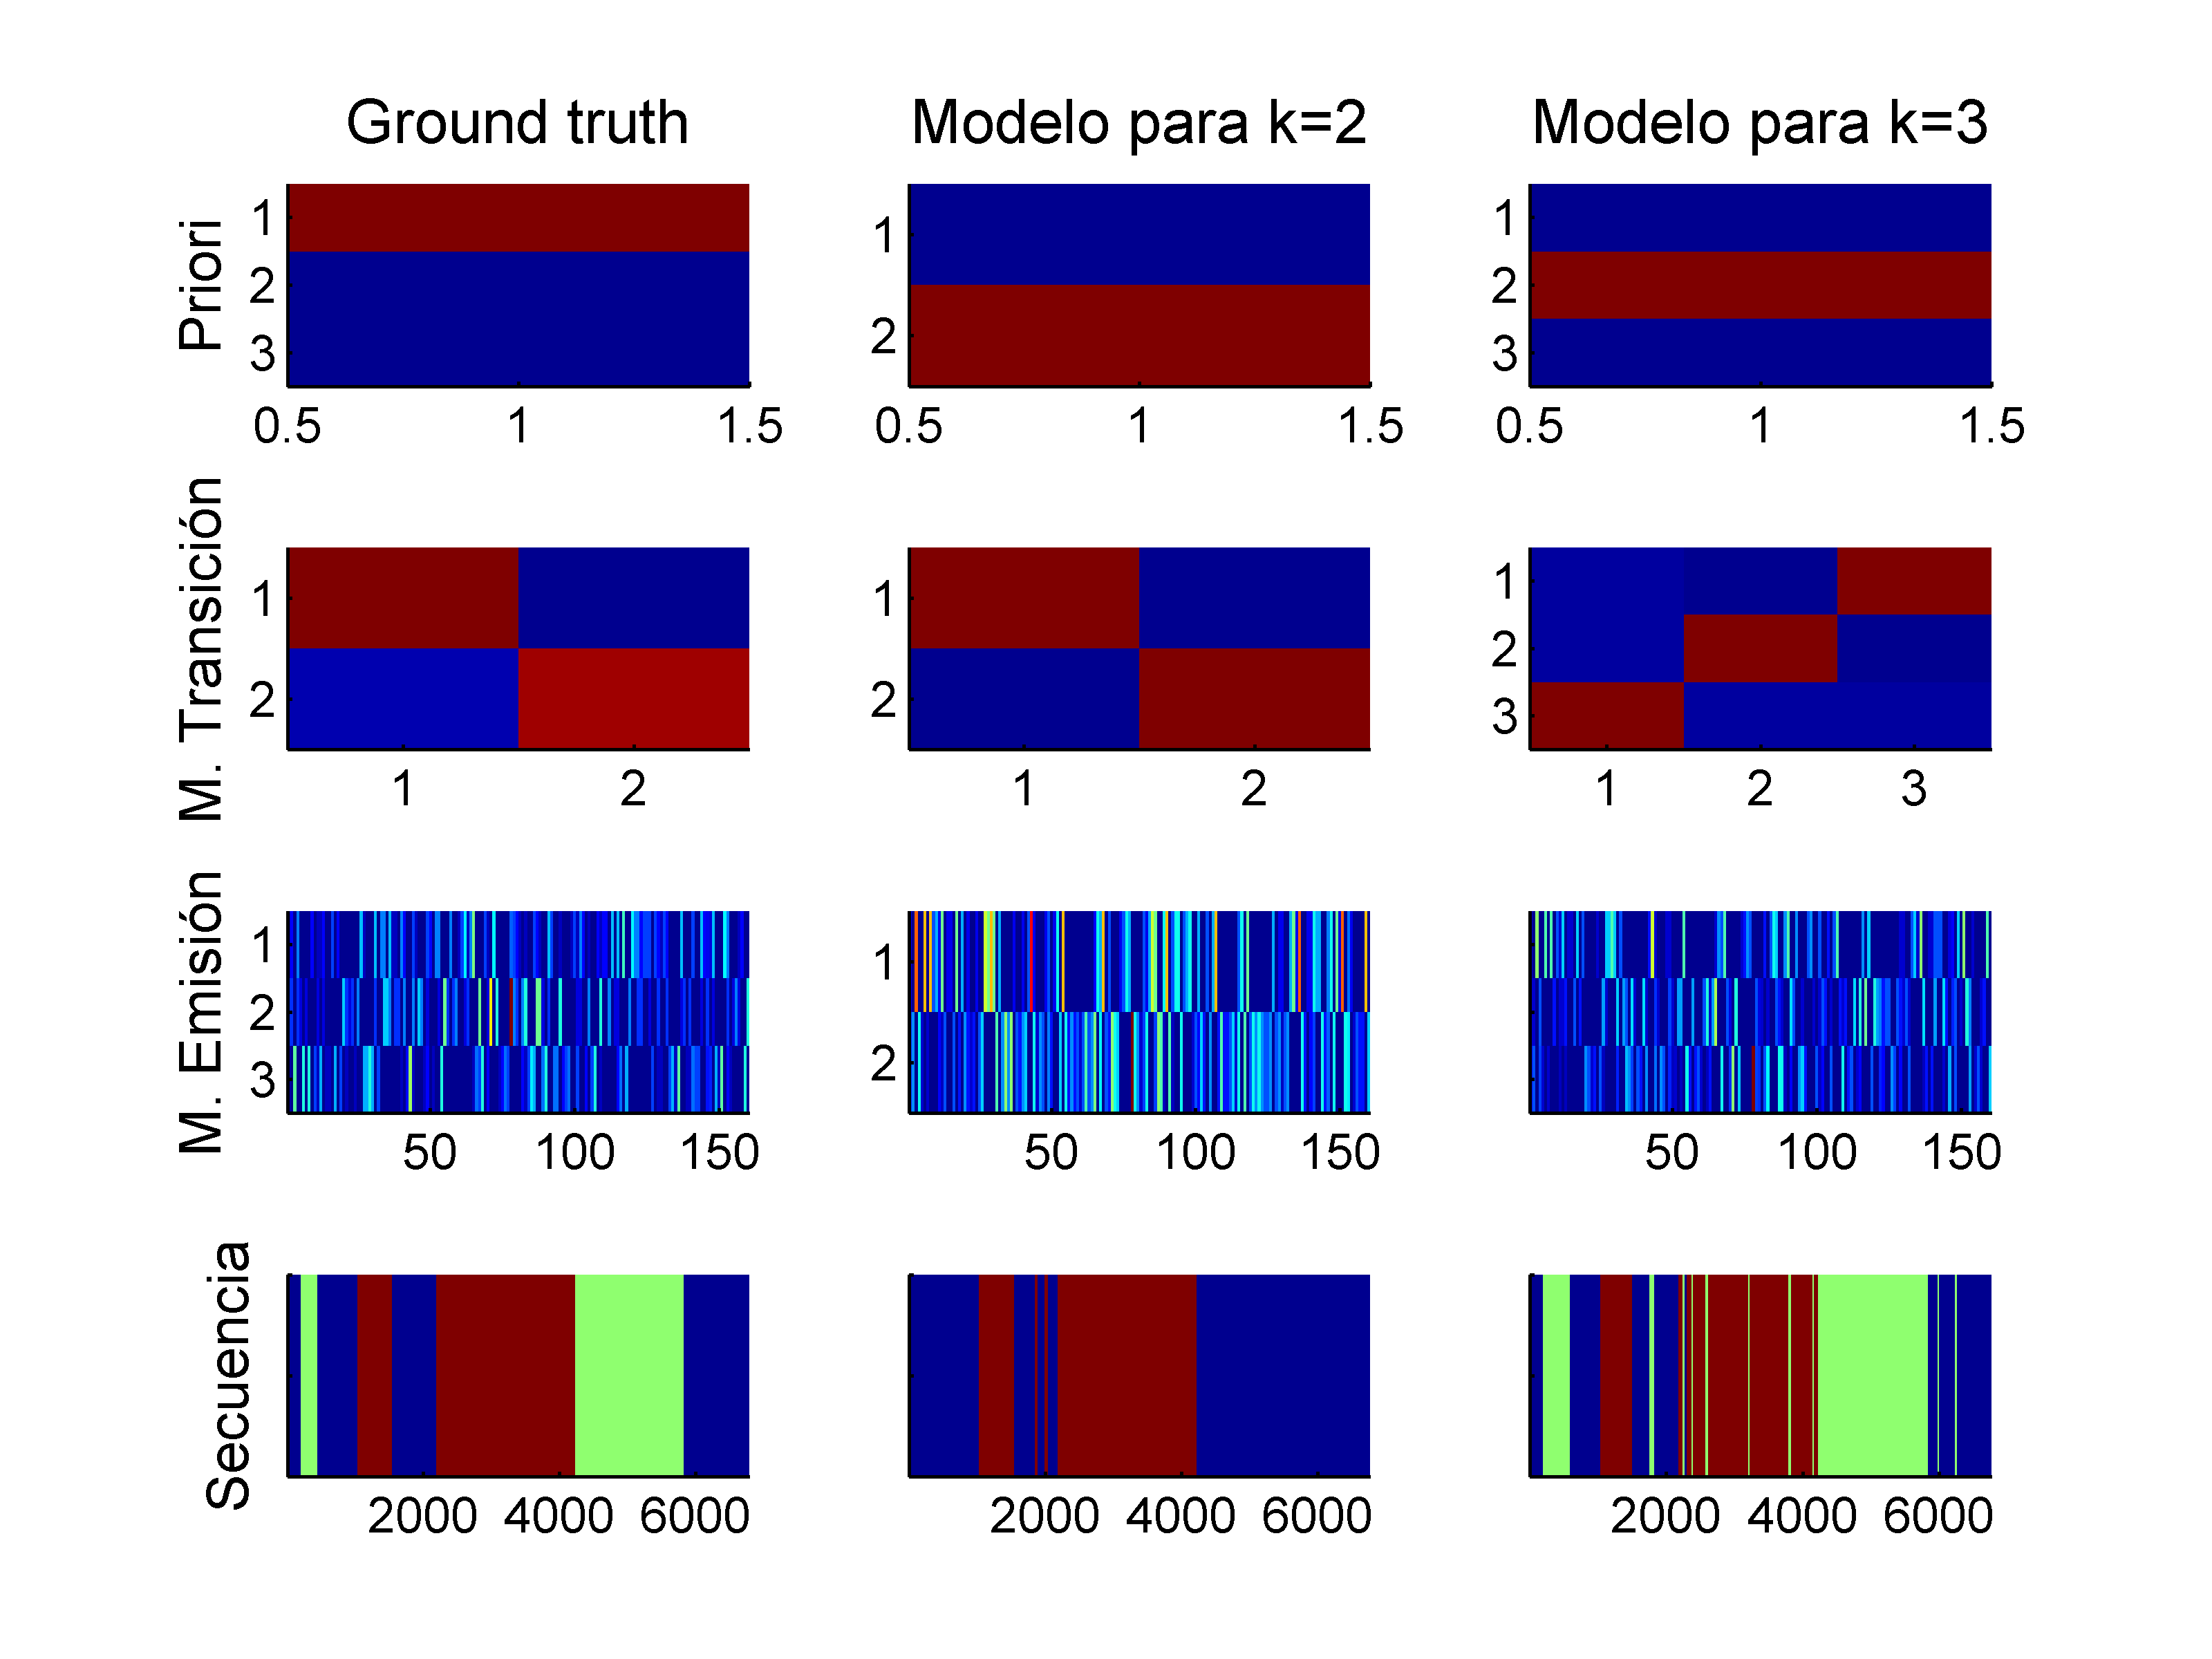 Ground truth Modelo para k=2 Modelo para k=3
Priori
1 1 1
2 2 2
3 3
0.5 1 1.5 0.5 1 1.5 0.5 1 1.5
M. Transición
1 1 1
2 2 2
3
1 2 1 2 1 2 3
M. Emisión
1 1
2 2
3
50 100 150 50 100 150 50 100 150
Secuencia
2000 4000 6000 2000 4000 6000 2000 4000 6000